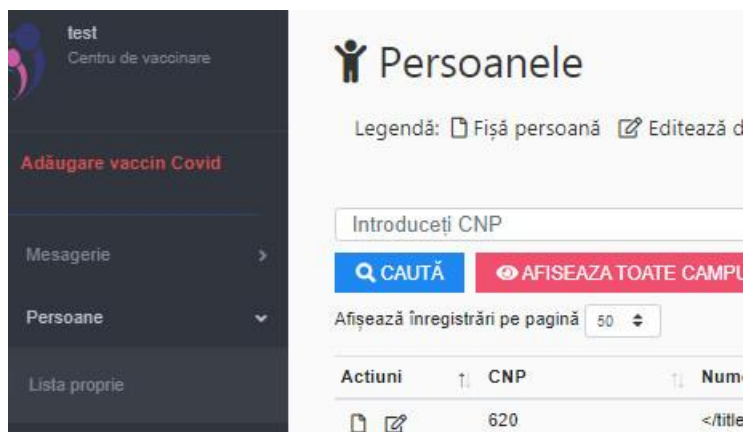 test
Centru de vaccinare
Adăugare vaccin Covid
Mesagerie
Persoane
Lista proprie
Persoanele
Legendă: Fișă persoană Editează d
Introduceți CNP
CAUTĂ AFISEAZA TOATE CAMPU
Afișează înregistrări pe pagină 50
Actiuni CNP Num
620 </title